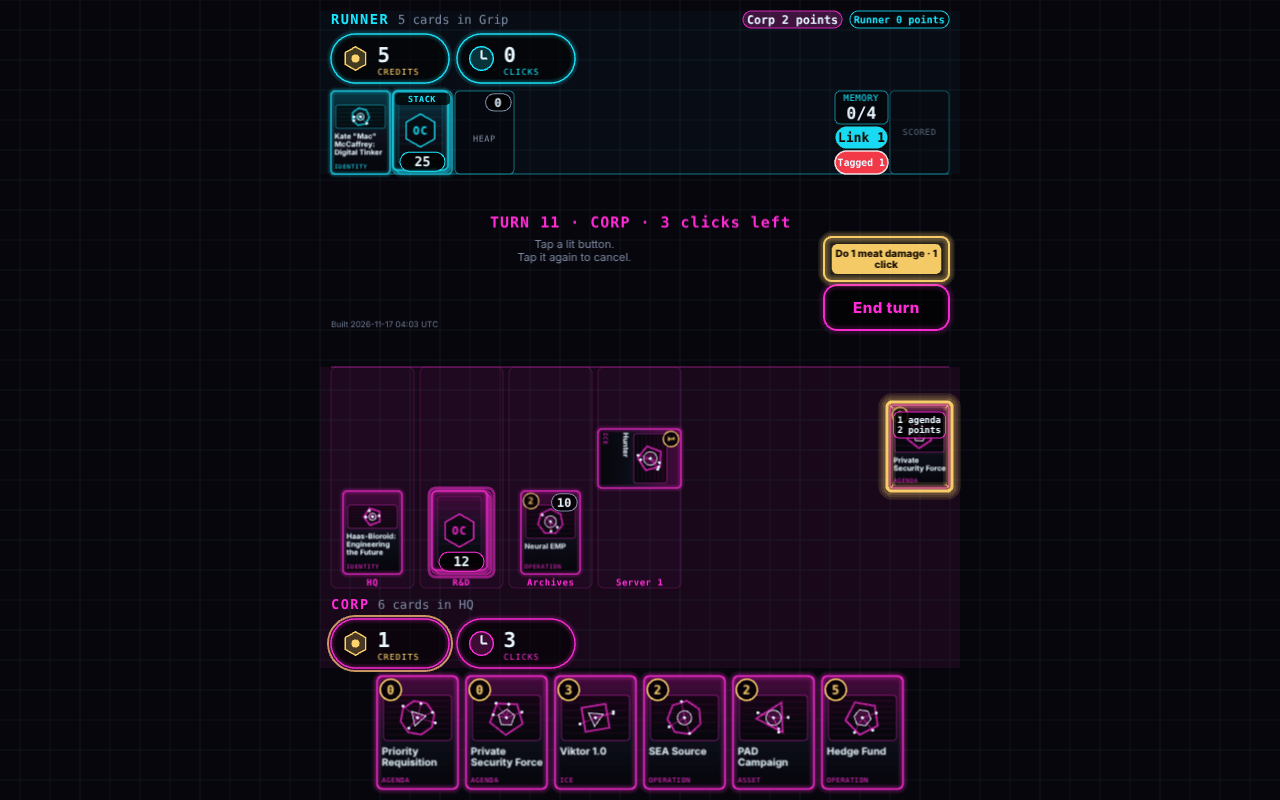 RUNNER 5 cards in Grip
Corp 2 points
Runner 0 points
5
CREDITS
0
CLICKS
Kate "Mac"
McCaffrey:
Digital Tinker
IDENTITY
STACK
OC
25
0
HEAP
MEMORY
0/4
Link 1
Tagged 1
SCORED
TURN 11 · CORP · 3 clicks left
Tap a lit button.
Tap it again to cancel.
Do 1 meat damage · 1
click
End turn
Built 2026-11-17 04:03 UTC
1 agenda
2 points
Private
Security Force
AGENDA
Hunter
ICE
1
Haas-Bioroid:
Engineering
the Future
IDENTITY
HQ
OC
12
R&D
2
10
Neural EMP
OPERATION
Archives
Server 1
CORP 6 cards in HQ
1
CREDITS
3
CLICKS
0
Priority
Requisition
AGENDA
0
Private
Security Force
AGENDA
3
Viktor 1.0
ICE
2
SEA Source
OPERATION
2
PAD
Campaign
ASSET
5
Hedge Fund
OPERATION